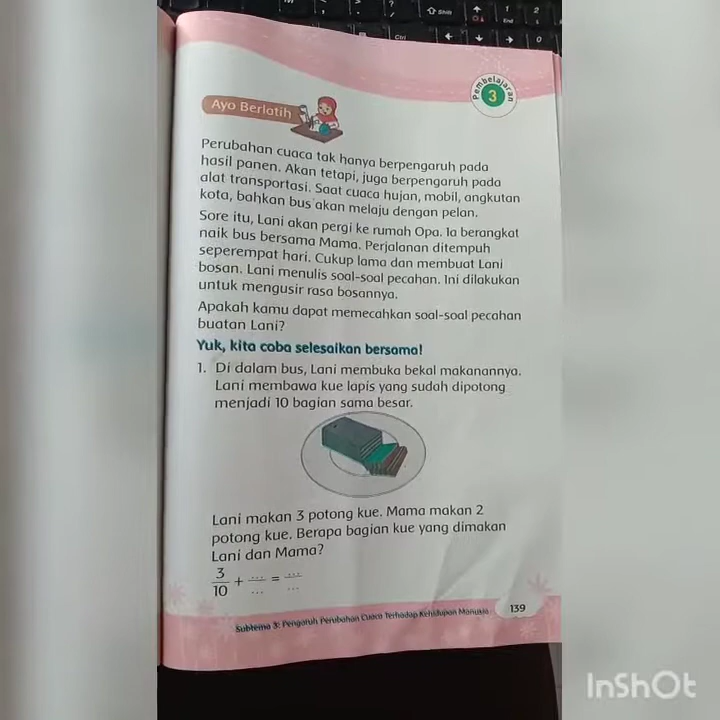 Pembelajaran
3
Ayo Berlatih
Perubahan cuaca tak hanya berpengaruh pada
hasil panen. Akan tetapi, juga berpengaruh pada
alat transportasi. Saat cuaca hujan, mobil, angkutan
kota, bahkan bus akan melaju dengan pelan.
Sore itu, Lani akan pergi ke rumah Opa. Ia berangkat
naik bus bersama Mama. Perjalanan ditempuh
seperempat hari. Cukup lama dan membuat Lani
bosan. Lani menulis soal-soal pecahan. Ini dilakukan
untuk mengusir rasa bosannya.
Apakah kamu dapat memecahkan soal-soal pecahan
buatan Lani?
Yuk, kita coba selesaikan bersama!
1. Di dalam bus, Lani membuka bekal makanannya.
Lani membawa kue lapis yang sudah dipotong
menjadi 10 bagian sama besar.
Lani makan 3 potong kue. Mama makan 2
potong kue. Berapa bagian kue yang dimakan
Lani dan Mama?
3/10 + .../... = .../...
Subtema 3: Pengaruh Perubahan Cuaca Terhadap Kehidupan Manusia
139
InShOt